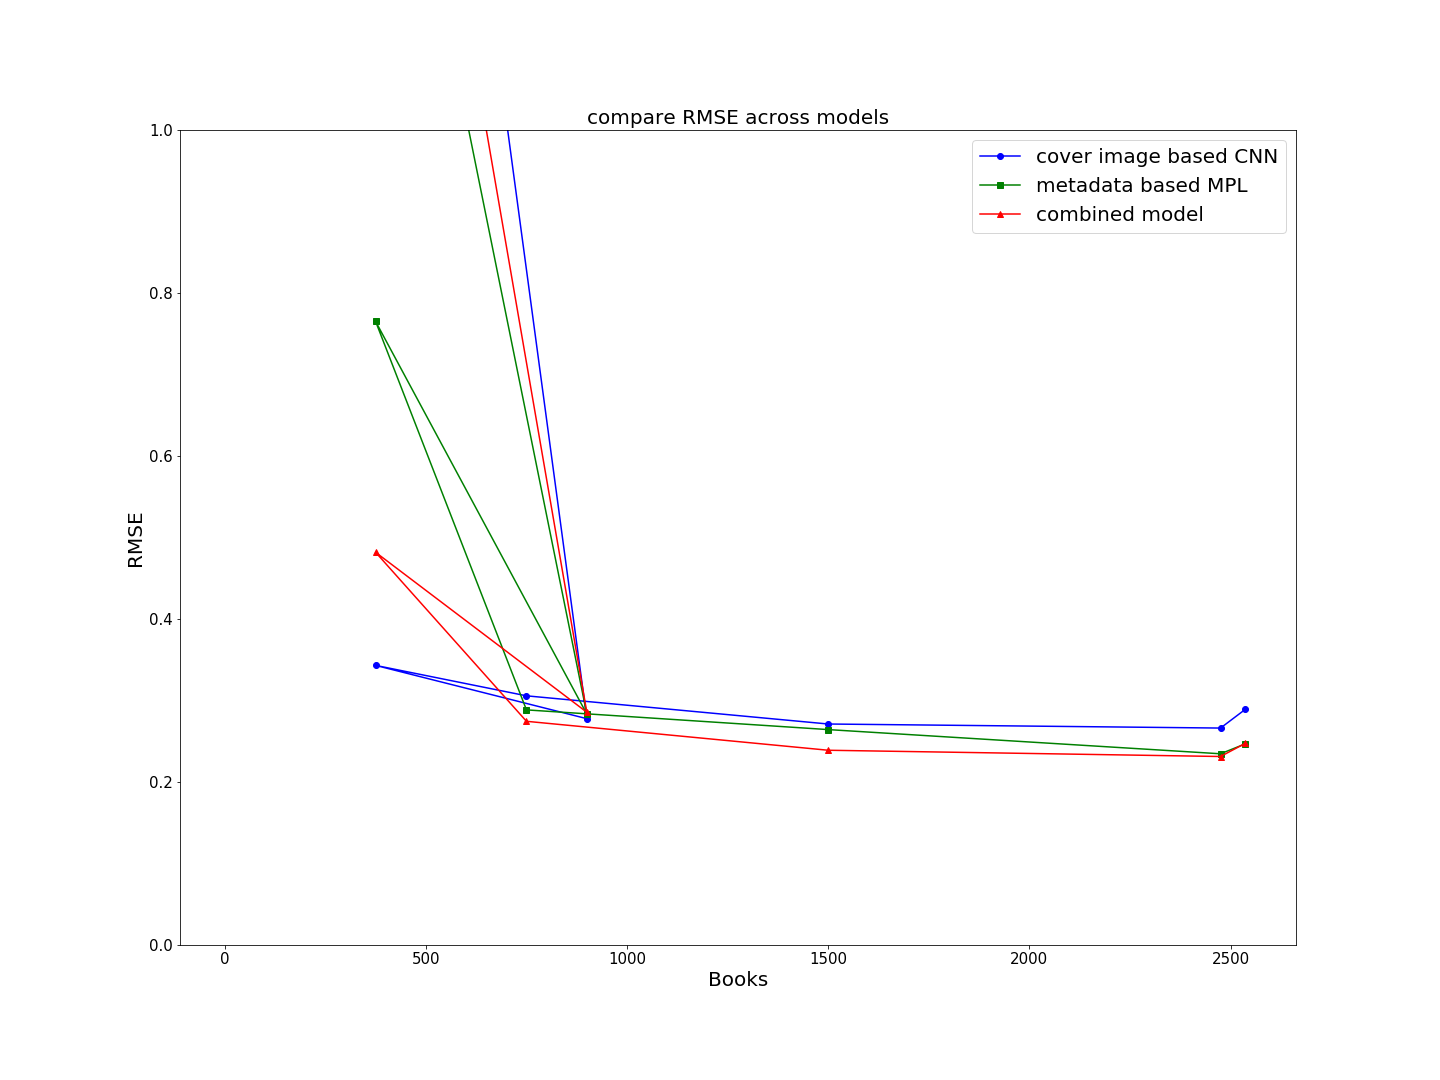 compare RMSE across models
1.0
0.8
0.6
0.4
0.2
0.0
RMSE
cover image based CNN
metadata based MPL
combined model
0 500 1000 1500 2000 2500
Books